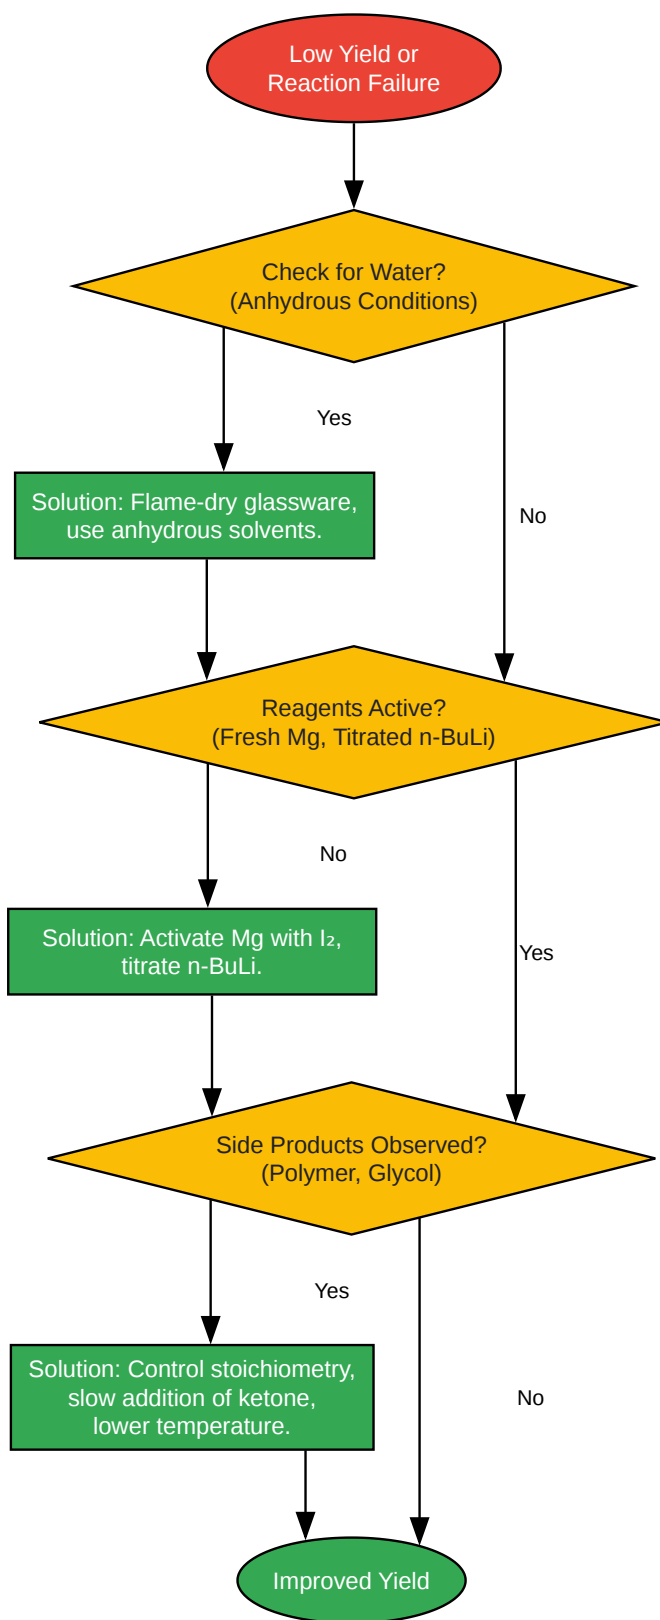 Low Yield or
Reaction Failure
Check for Water?
(Anhydrous Conditions)
Yes
Solution: Flame-dry glassware,
use anhydrous solvents.
No
Reagents Active?
(Fresh Mg, Titrated n-BuLi)
No
Solution: Activate Mg with I₂,
titrate n-BuLi.
Yes
Side Products Observed?
(Polymer, Glycol)
Yes
Solution: Control stoichiometry,
slow addition of ketone,
lower temperature.
No
Improved Yield